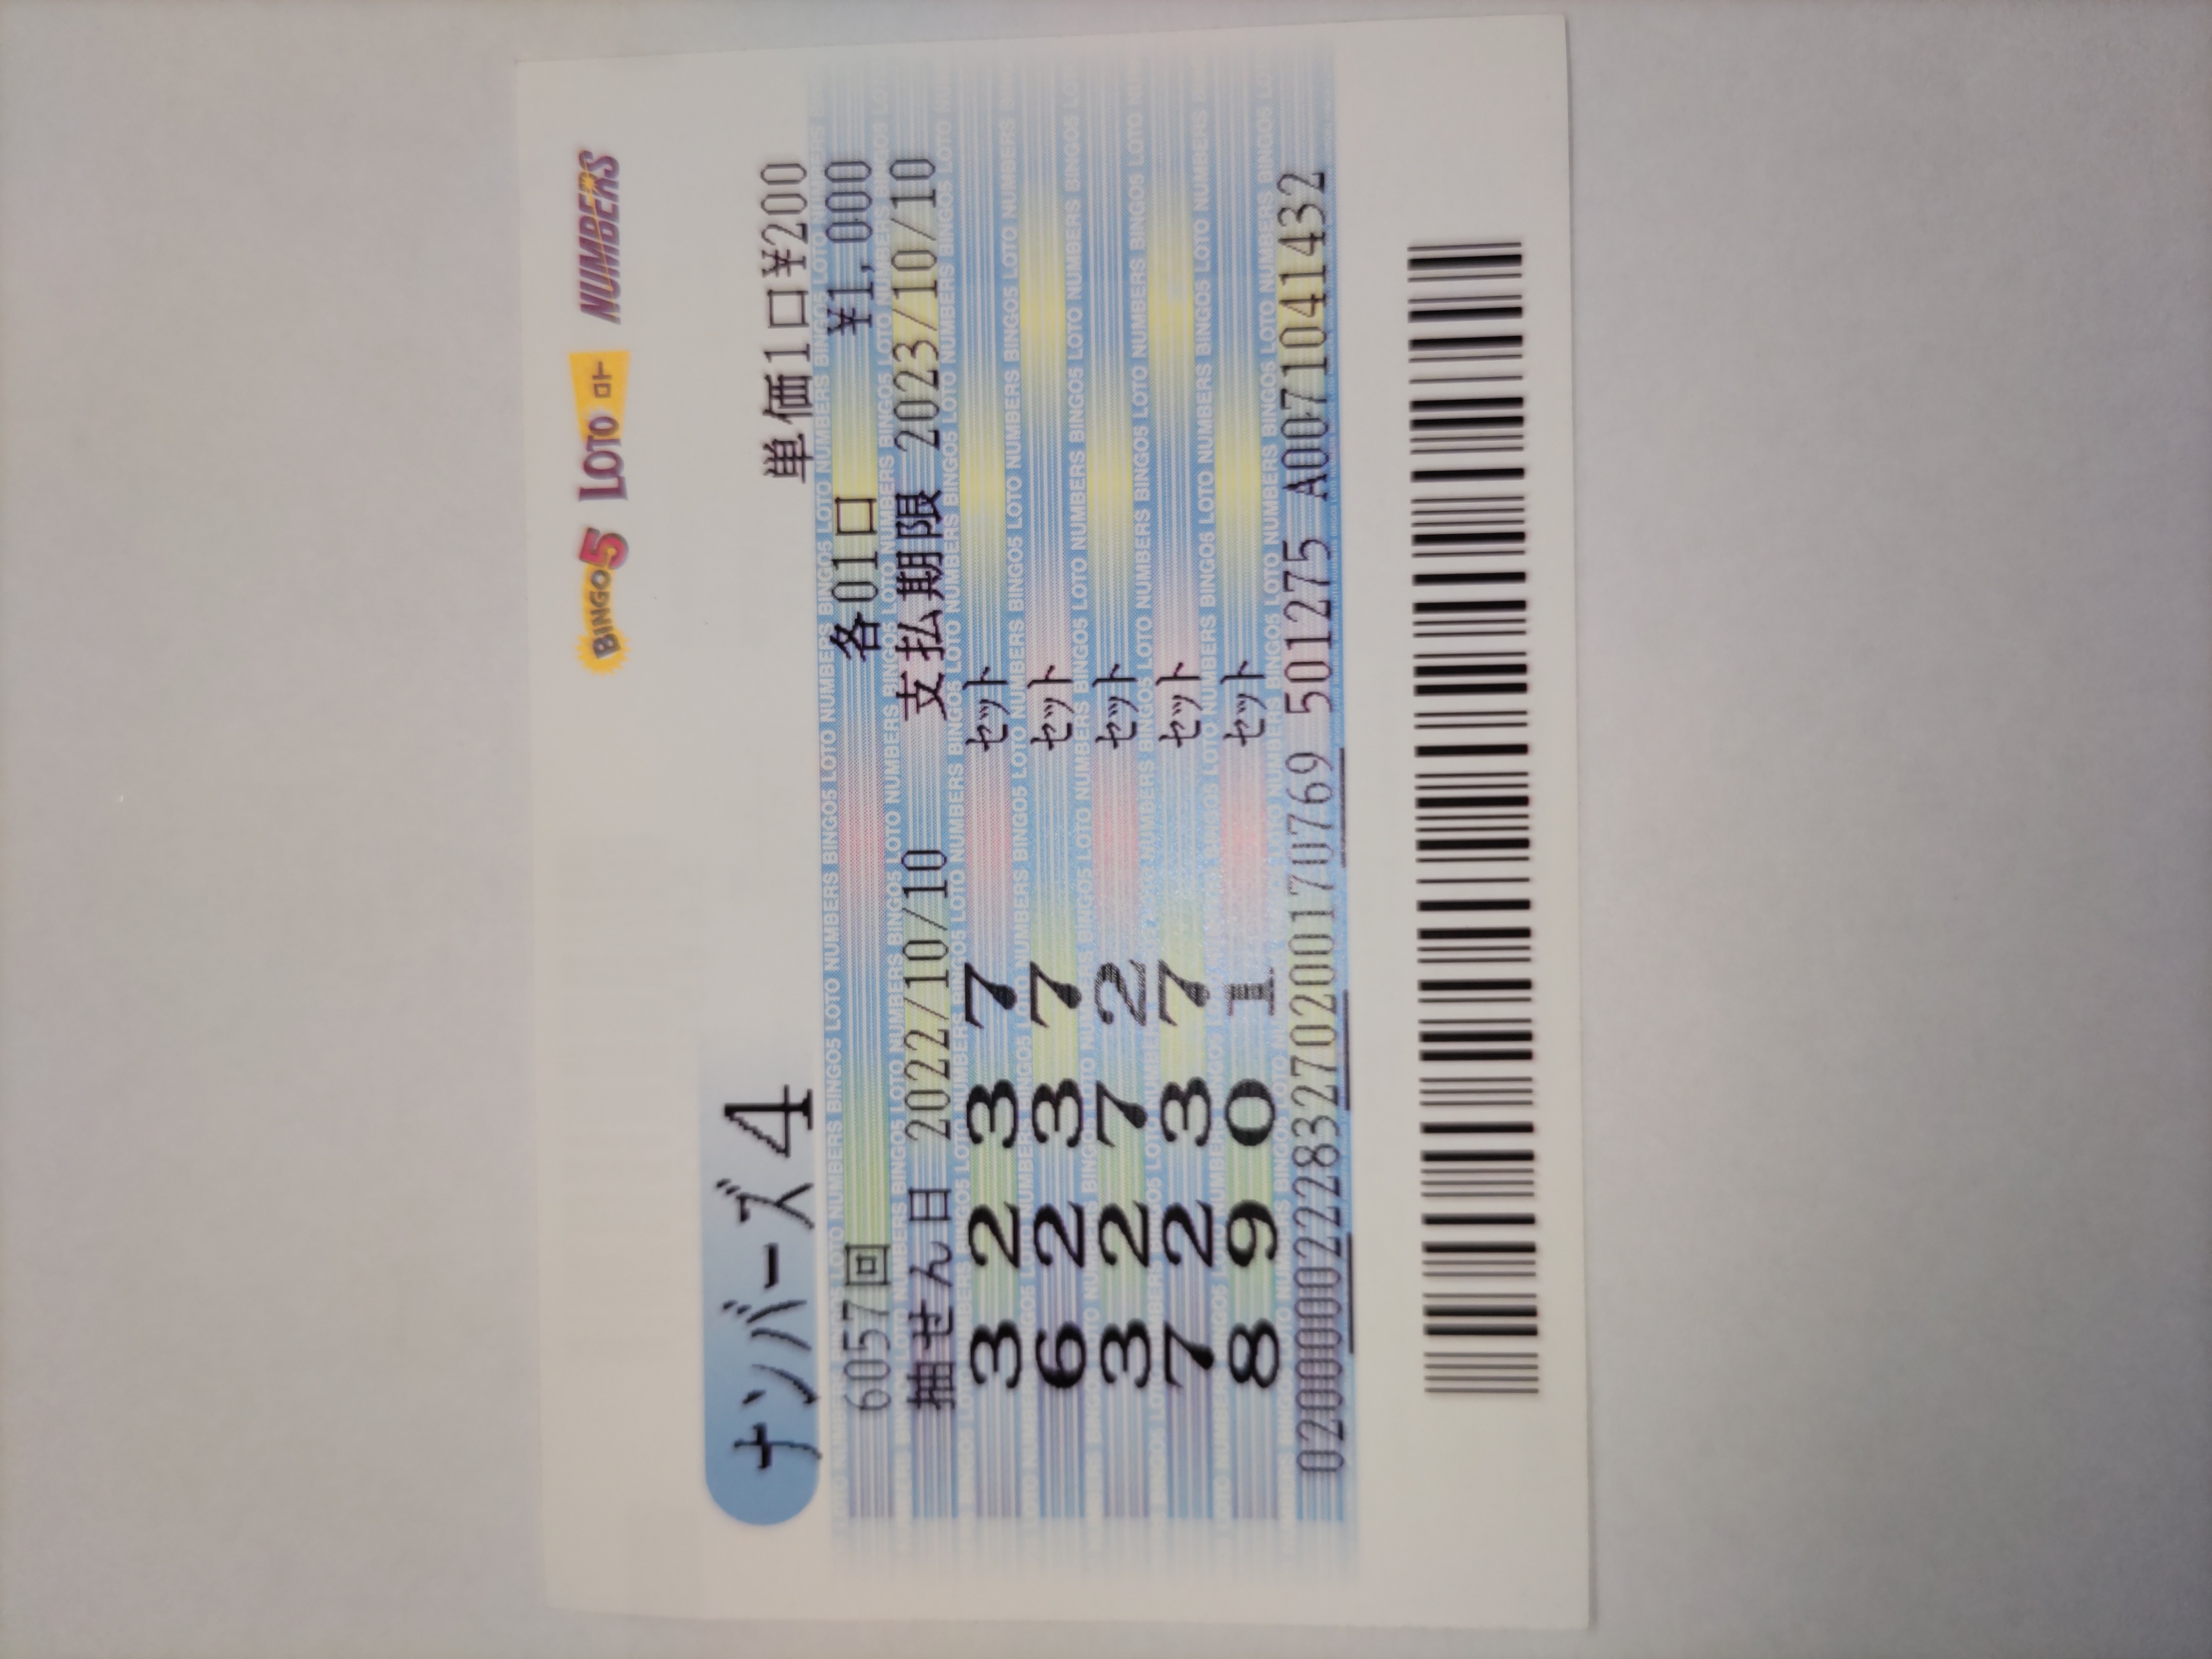 BINGO5 LOTO ロト NUMBERS
ナンバーズ4
単価1口¥200
6057回 各01口 ¥1,000
抽せん日 2022/10/10 支払期限 2023/10/10
3 2 3 7 セット
6 2 3 7 セット
3 2 7 2 セット
7 2 3 7 セット
8 9 0 1 セット
02000000222283270200170769 501275 A0071041432